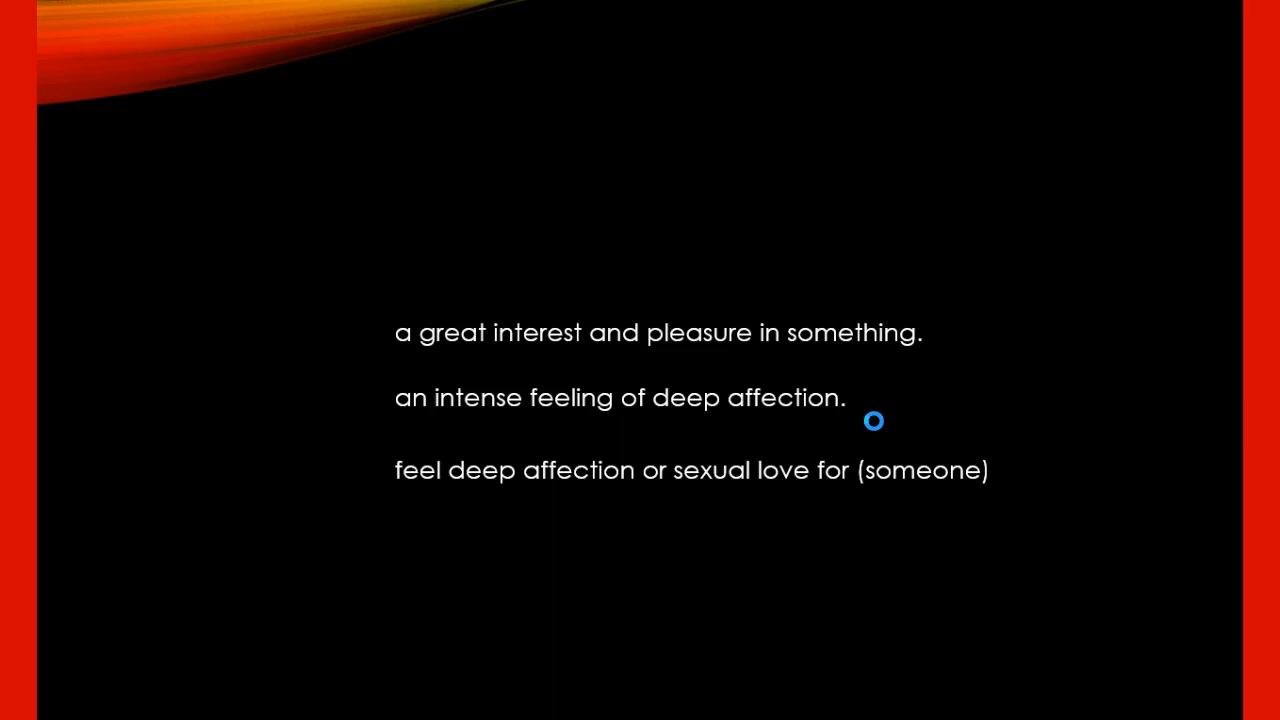 a great interest and pleasure in something.
an intense feeling of deep affection.
feel deep affection or sexual love for (someone)